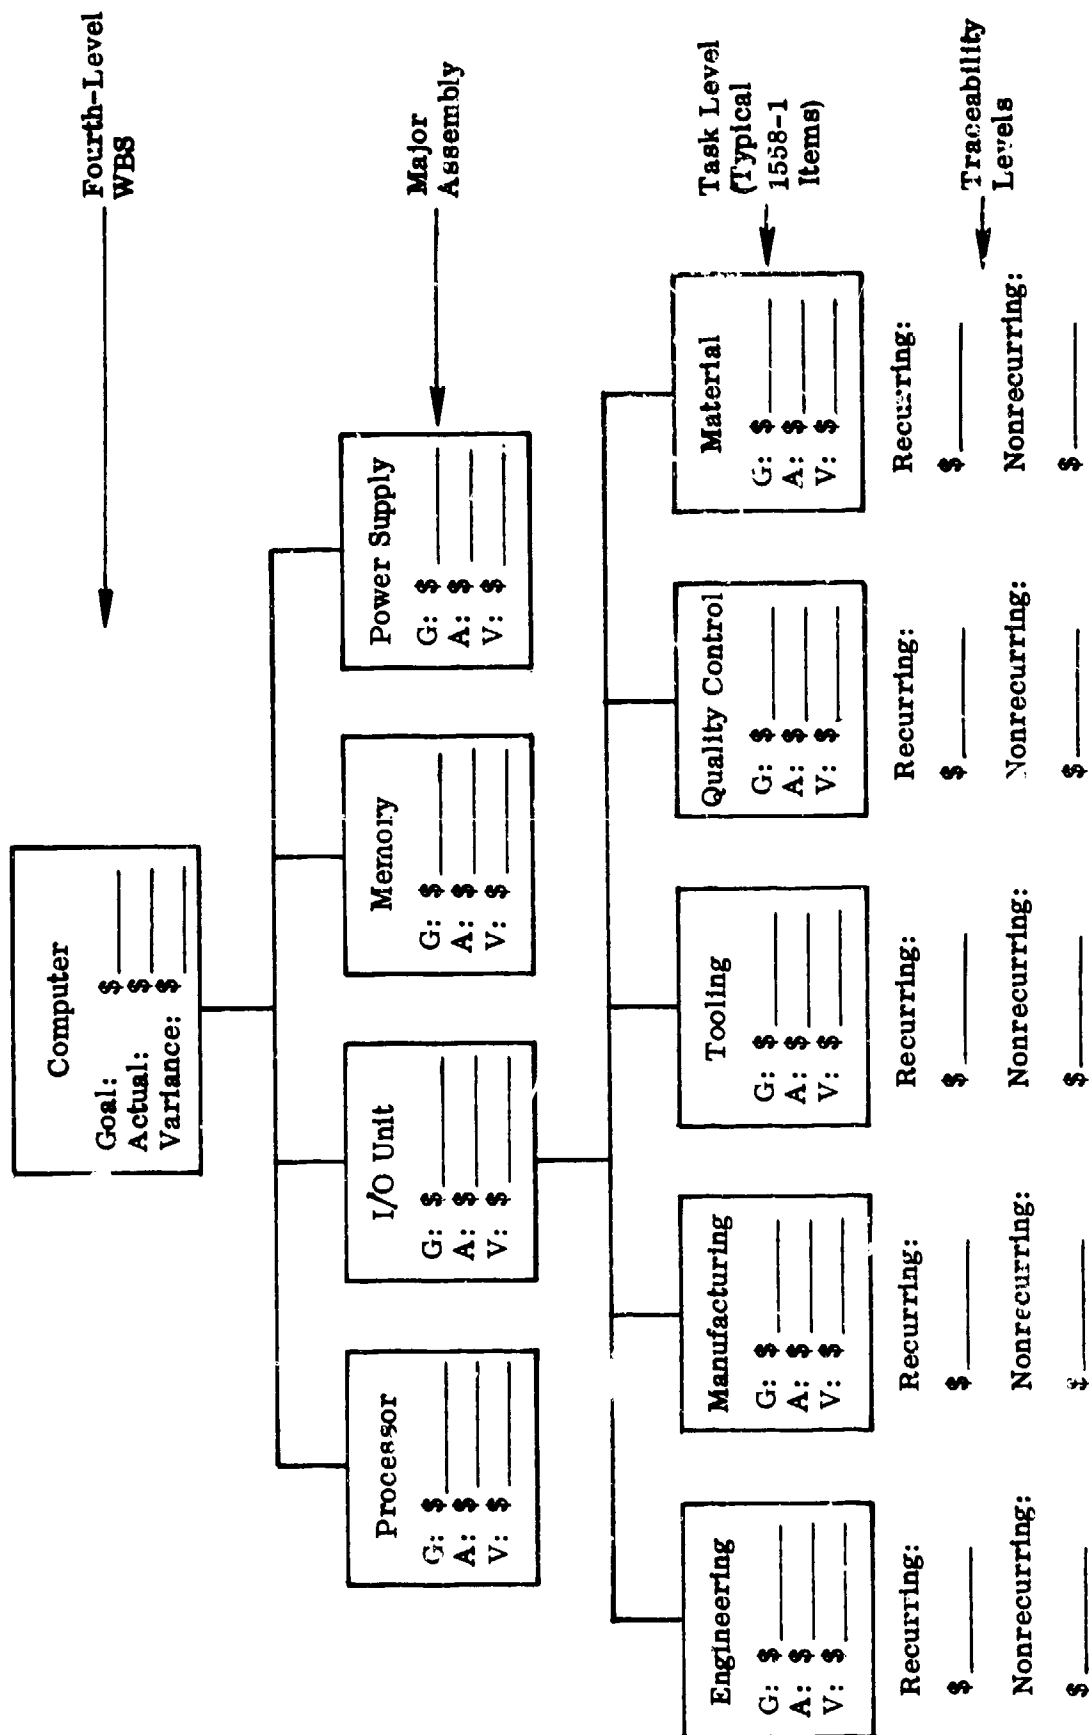 Fourth-Level
WBS
Computer
Goal: $
Actual: $
Variance: $
Major
Assembly
Processor
G: $
A: $
V: $
I/O Unit
G: $
A: $
V: $
Memory
G: $
A: $
V: $
Power Supply
G: $
A: $
V: $
Task Level
(Typical
1558-1
Items)
Engineering
G: $
A: $
V: $
Manufacturing
G: $
A: $
V: $
Tooling
G: $
A: $
V: $
Quality Control
G: $
A: $
V: $
Material
G: $
A: $
V: $
Traceability
Levels
Recurring:
$
Nonrecurring:
$
Recurring:
$
Nonrecurring:
$
Recurring:
$
Nonrecurring:
$
Recurring:
$
Nonrecurring:
$
Recurring:
$
Nonrecurring:
$